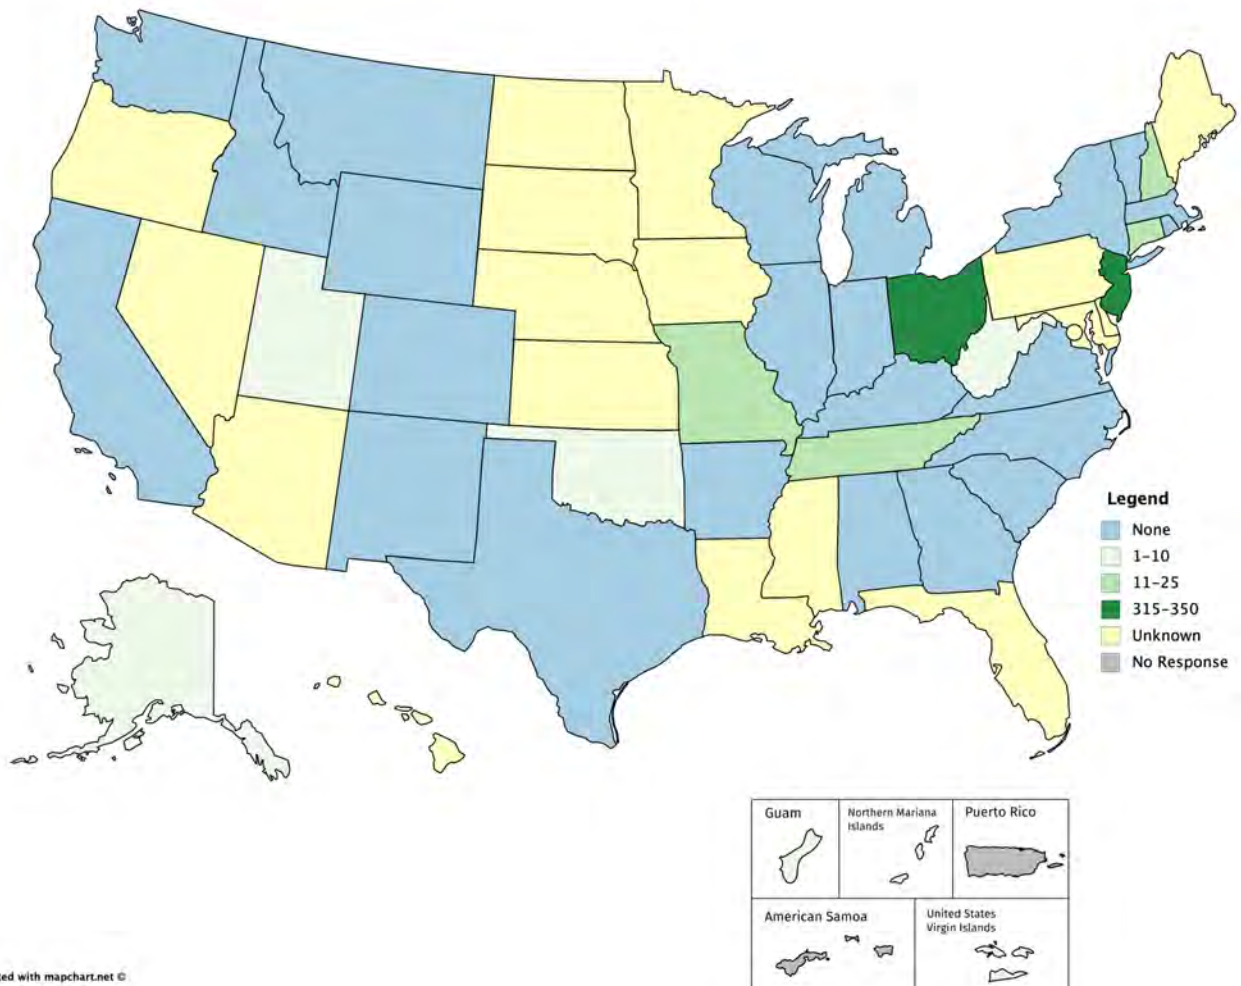 Legend
None
1–10
11–25
315–350
Unknown
No Response
Guam
Northern Mariana
Islands
Puerto Rico
American Samoa
United States
Virgin Islands
with mapchart.net ©